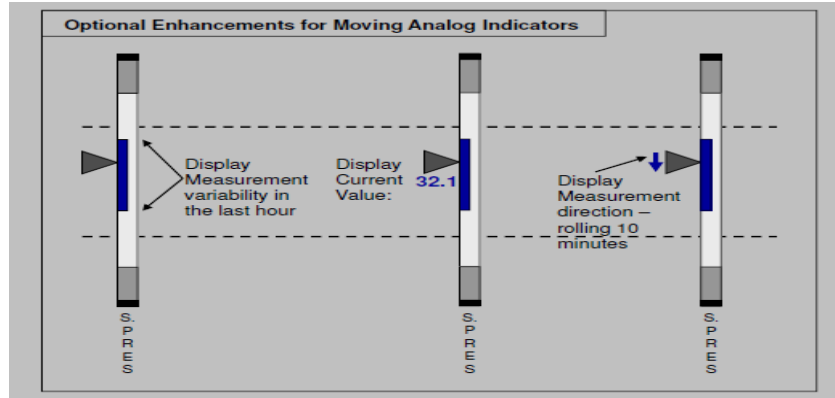 Optional Enhancements for Moving Analog Indicators
Display
Measurement
variability in
the last hour
Display
Current
Value:
32.1
Display
Measurement
direction –
rolling 10
minutes
S.
P
R
E
S
S.
P
R
E
S
S.
P
R
E
S